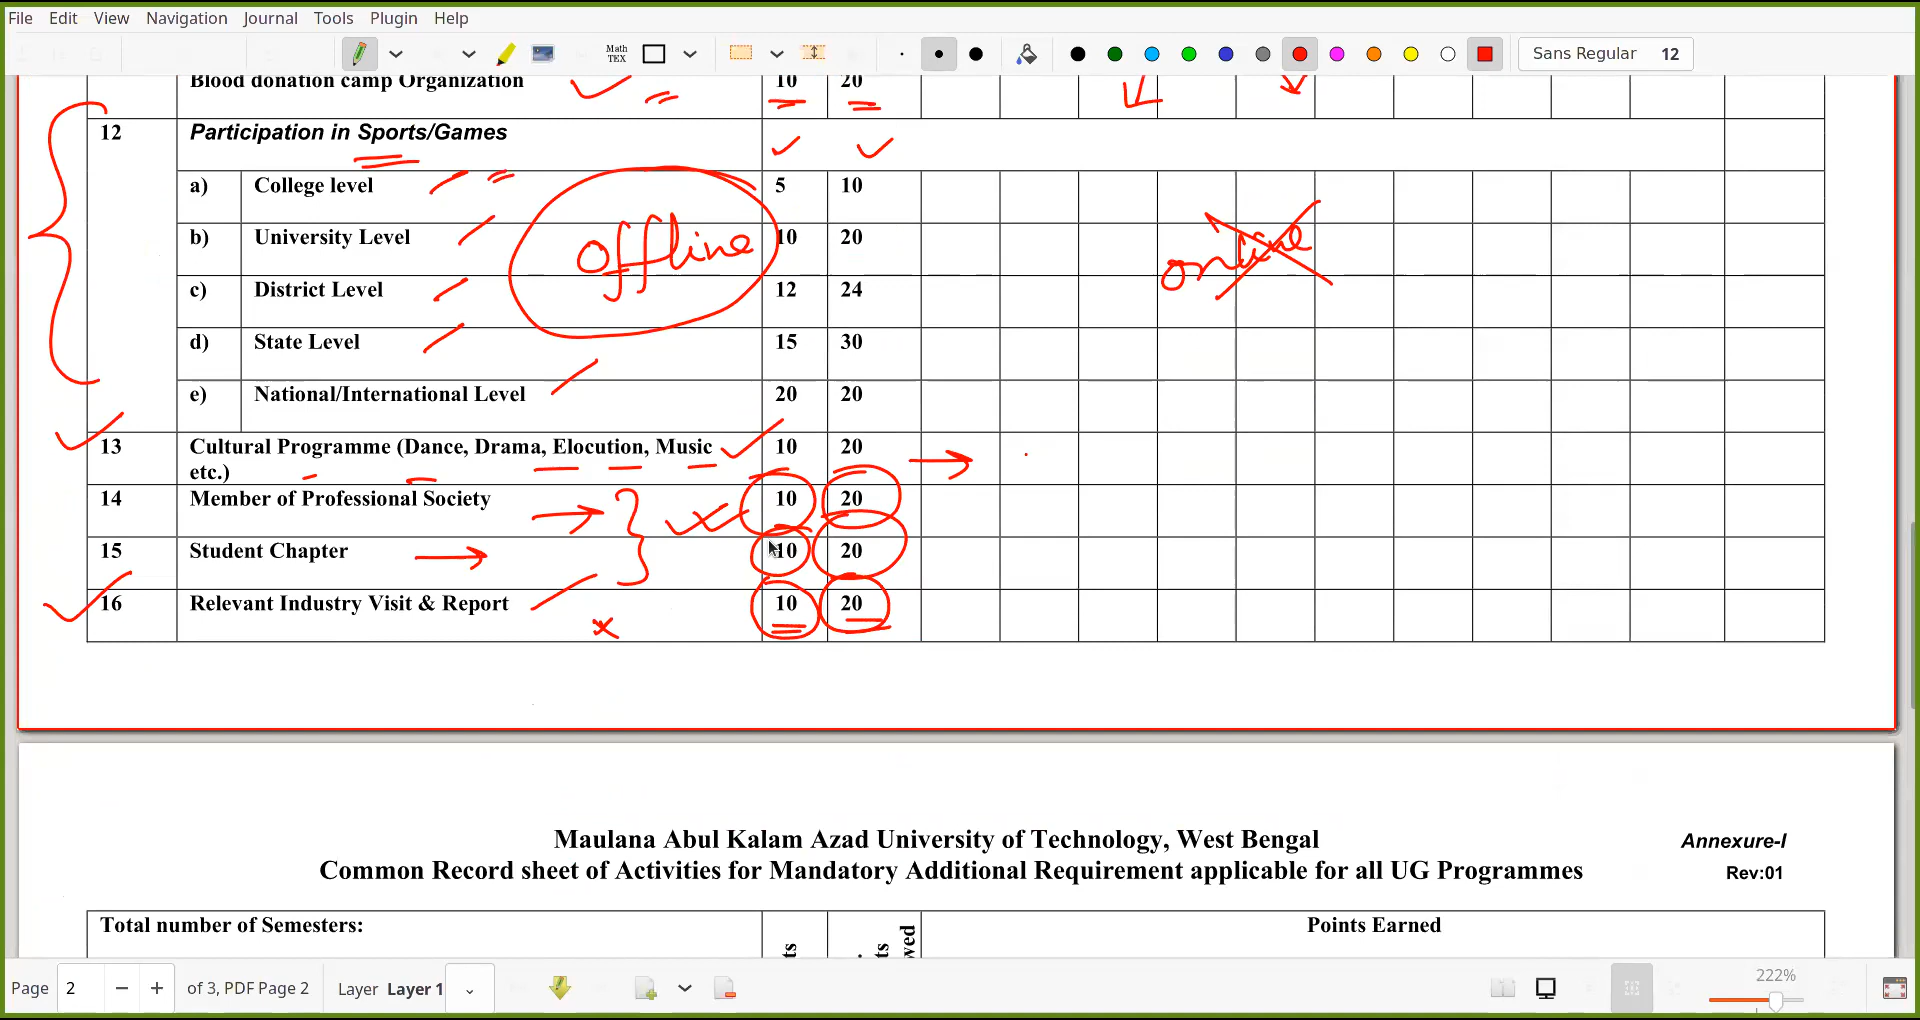 File Edit View Navigation Journal Tools Plugin Help
Math TEX
Sans Regular 12
Blood donation camp Organization 10 20
12 Participation in Sports/Games
a) College level 5 10
b) University Level 10 20
offline
online
c) District Level 12 24
d) State Level 15 30
e) National/International Level 20 20
13 Cultural Programme (Dance, Drama, Elocution, Music 10 20
etc.)
14 Member of Professional Society 10 20
15 Student Chapter 10 20
16 Relevant Industry Visit & Report 10 20
Maulana Abul Kalam Azad University of Technology, West Bengal Annexure-I
Common Record sheet of Activities for Mandatory Additional Requirement applicable for all UG Programmes Rev:01
Total number of Semesters: Points Earned
Page 2 of 3, PDF Page 2 Layer Layer 1 222%